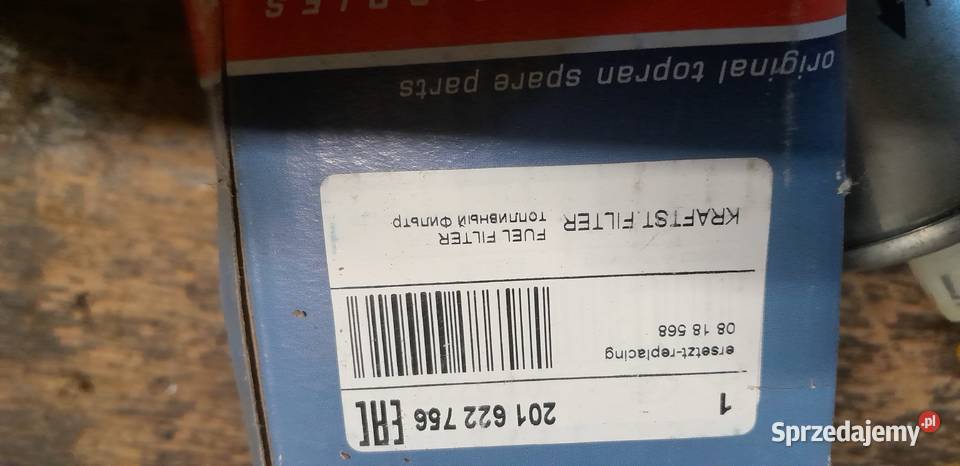 1 201 622 756 EAC
ersetzt-replacing
08 18 568
KRAFTST.FILTER FUEL FILTER
топливный Фильтр
original topran spare parts
Sprzedajemy.pl